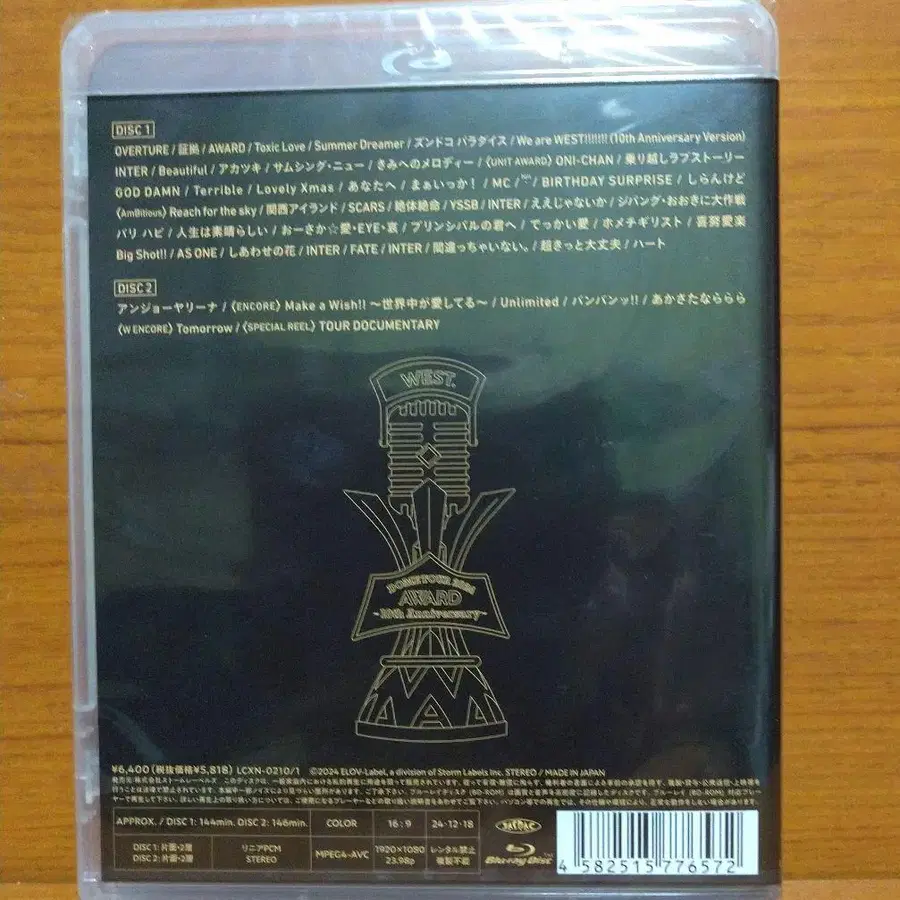 DISC 1
OVERTURE / 証拠 / AWARD / Toxic Love / Summer Dreamer / ズンドコ パラダイス / We are WEST!!!!!!! (10th Anniversary Version)
INTER / Beautiful / アカツキ / サムシング・ニュー / きみへのメロディー / 〈UNIT AWARD〉 ONI-CHAN / 乗り越しラブストーリー
GOD DAMN / Terrible / Lovely Xmas / あなたへ / まぁいっか! / MC / BIRTHDAY SURPRISE / しらんけど
〈AmBitious〉 Reach for the sky / 関西アイランド / SCARS / 絶体絶命 / YSSB / INTER / ええじゃないか / ジパング・おおきに大作戦
バリ ハピ / 人生は素晴らしい / おーさか☆愛・EYE・哀 / プリンシパルの君へ / でっかい愛 / ホメチギリスト / 喜努愛楽
Big Shot!! / AS ONE / しあわせの花 / INTER / FATE / INTER / 間違っちゃいない。 / 超きっと大丈夫 / ハート
DISC 2
アンジョーヤリーナ / 〈ENCORE〉 Make a Wish!! ～世界中が愛してる～ / Unlimited / バンバンッ!! / あかさたなららら
〈W ENCORE〉 Tomorrow / 〈SPECIAL REEL〉 TOUR DOCUMENTARY
WEST.
DOME TOUR 2024
AWARD
~10th Anniversary~
¥6,400 (税抜価格¥5,818) LCXN-0210/1 ©2024 ELOV-Label, a division of Storm Labels Inc. STEREO / MADE IN JAPAN
APPROX. / DISC 1: 144min. DISC 2: 146min. COLOR 16:9 24・12・18
DISC 1: 片面・2層
DISC 2: 片面・2層
リニアPCM
STEREO
MPEG4-AVC
1920×1080
23.98p
レンタル禁止
複製不能
Blu-ray Disc
4 582515 776572